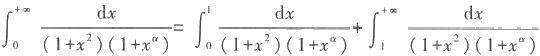 ∫₀^{+∞} dx / ((1+x²)(1+x^α)) = ∫₀^1 dx / ((1+x²)(1+x^α)) + ∫₁^{+∞} dx / ((1+x²)(1+x^α))